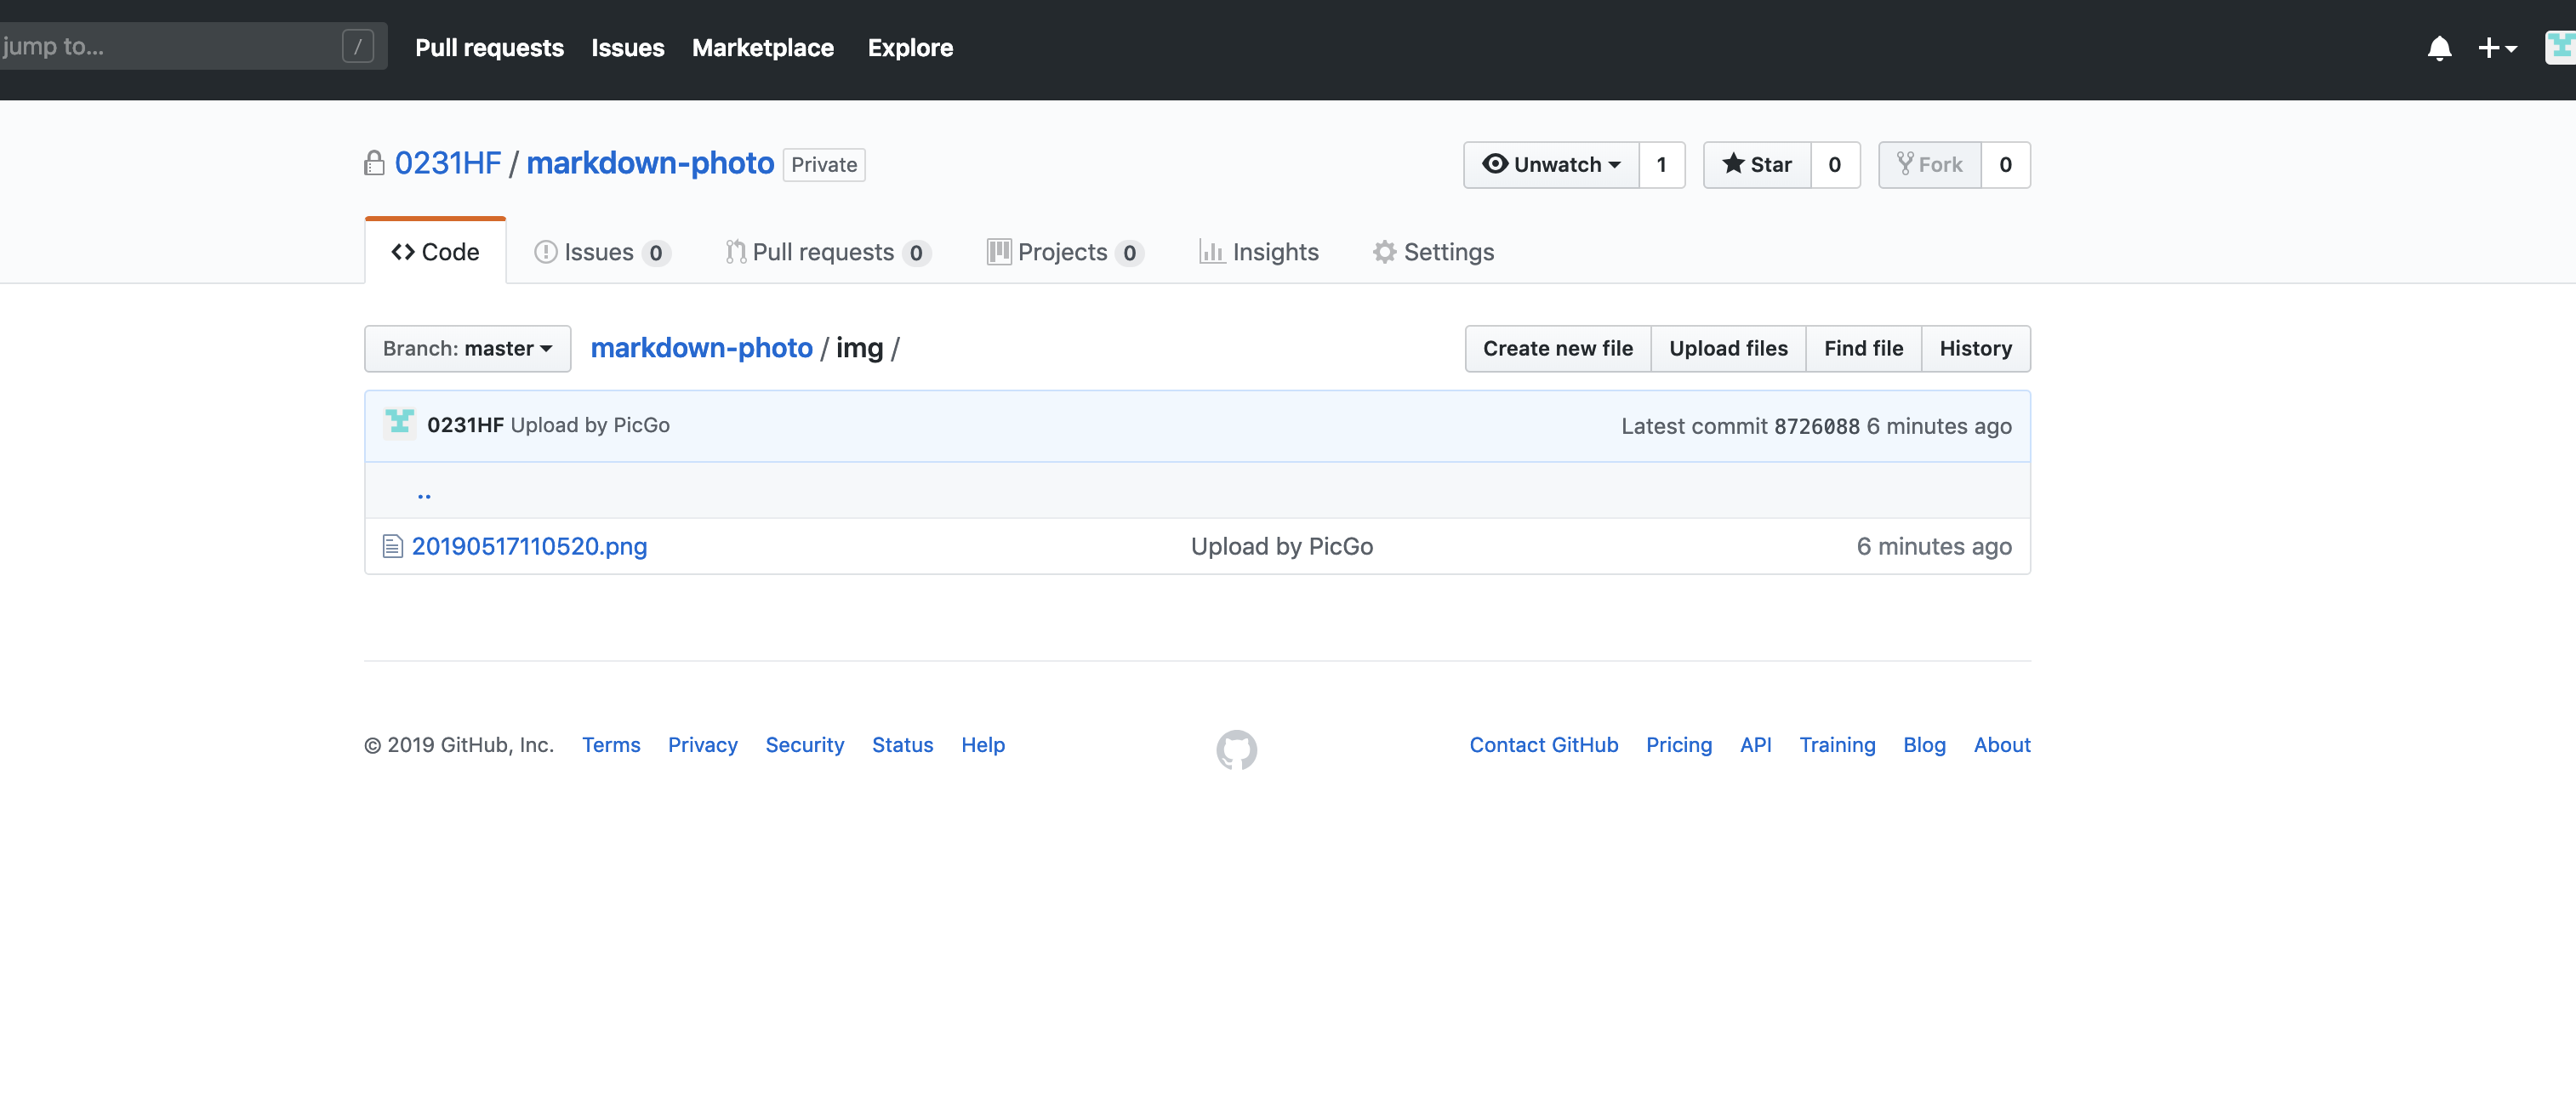 jump to... / Pull requests Issues Marketplace Explore
0231HF / markdown-photo Private Unwatch 1 Star 0 Fork 0
Code Issues 0 Pull requests 0 Projects 0 Insights Settings
Branch: master markdown-photo / img / Create new file Upload files Find file History
0231HF Upload by PicGo Latest commit 8726088 6 minutes ago
..
20190517110520.png Upload by PicGo 6 minutes ago
© 2019 GitHub, Inc. Terms Privacy Security Status Help Contact GitHub Pricing API Training Blog About